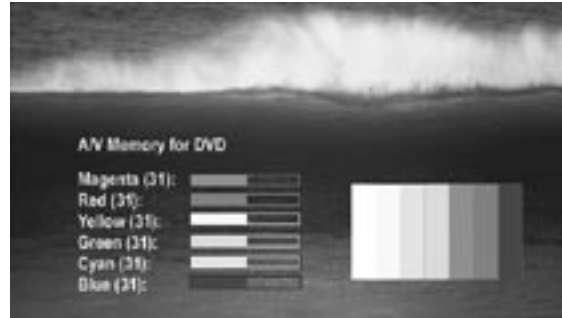 A/V Memory for DVD
Magenta (31):
Red (31):
Yellow (31):
Green (31):
Cyan (31):
Blue (31):